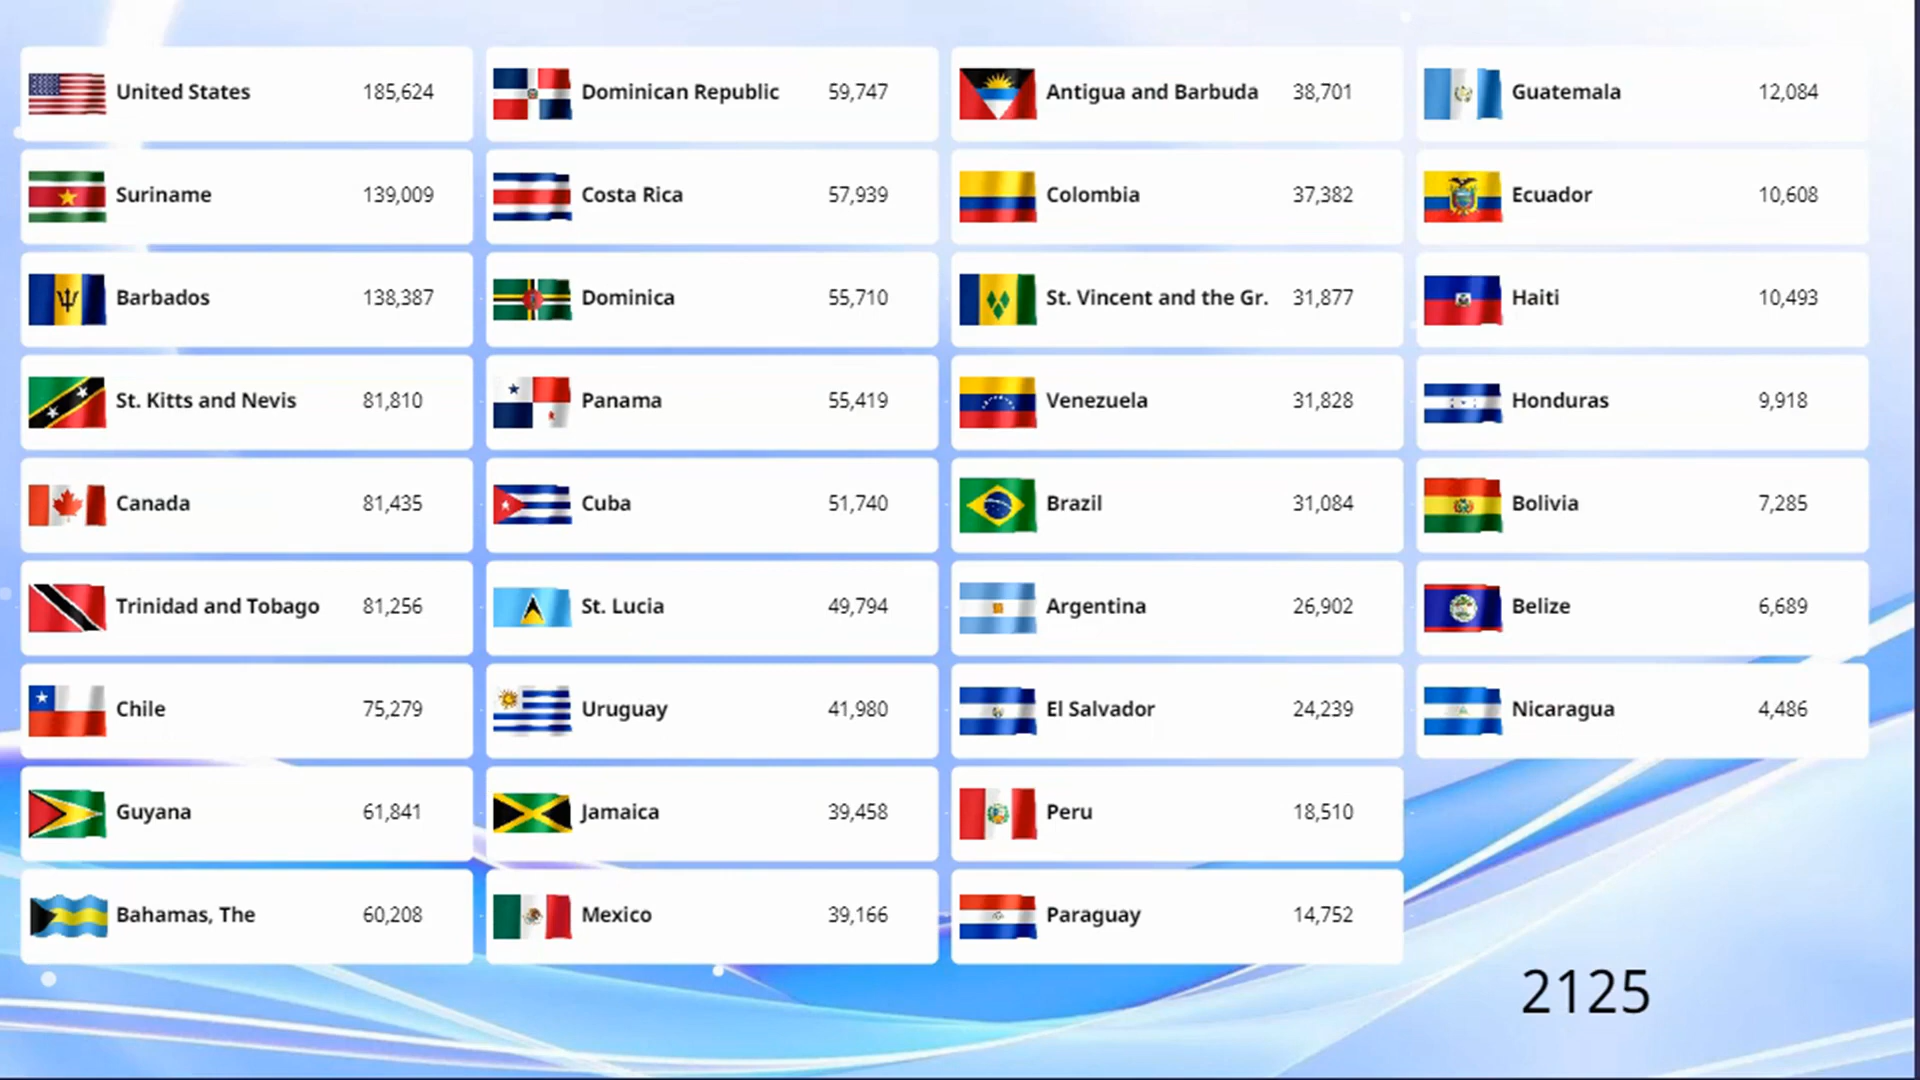 United States 185,624
Suriname 139,009
Barbados 138,387
St. Kitts and Nevis 81,810
Canada 81,435
Trinidad and Tobago 81,256
Chile 75,279
Guyana 61,841
Bahamas, The 60,208
Dominican Republic 59,747
Costa Rica 57,939
Dominica 55,710
Panama 55,419
Cuba 51,740
St. Lucia 49,794
Uruguay 41,980
Jamaica 39,458
Mexico 39,166
Antigua and Barbuda 38,701
Colombia 37,382
St. Vincent and the Gr. 31,877
Venezuela 31,828
Brazil 31,084
Argentina 26,902
El Salvador 24,239
Peru 18,510
Paraguay 14,752
Guatemala 12,084
Ecuador 10,608
Haiti 10,493
Honduras 9,918
Bolivia 7,285
Belize 6,689
Nicaragua 4,486
2125